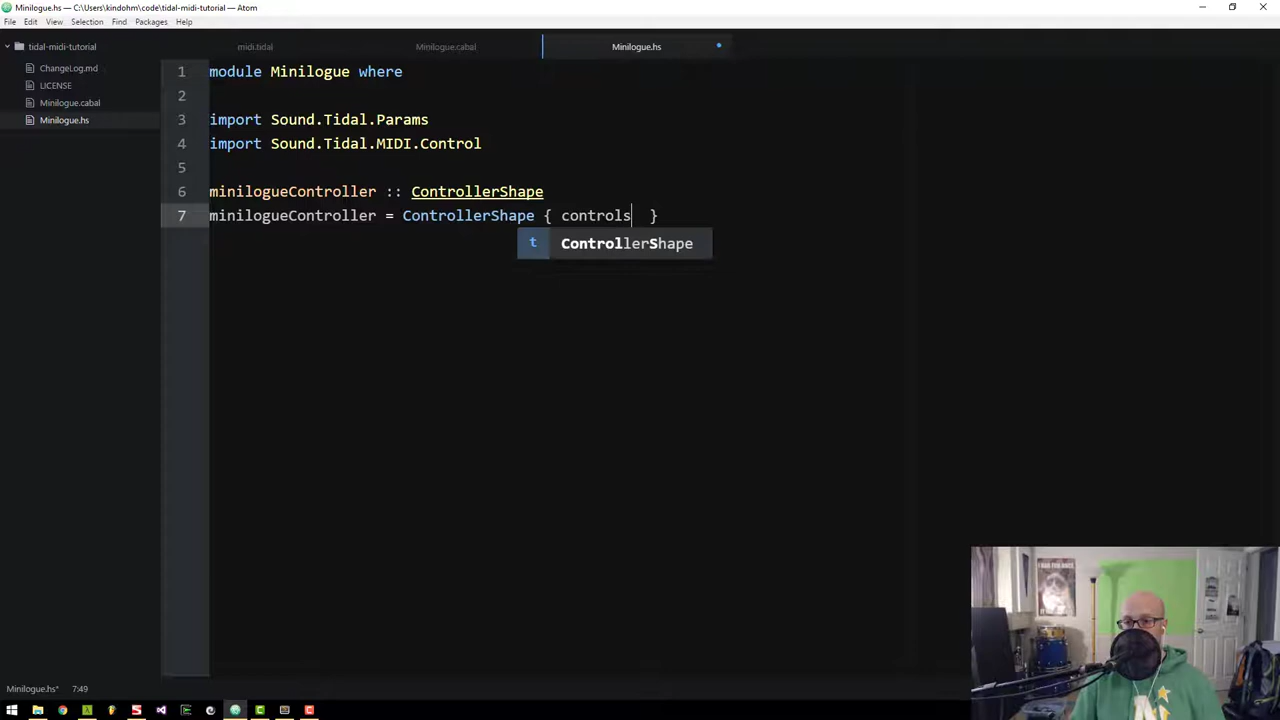 Minilogue.hs — C:\Users\kindohm\code\tidal-midi-tutorial — Atom
File Edit View Selection Find Packages Help
tidal-midi-tutorial
midi.tidal Minilogue.cabal Minilogue.hs
ChangeLog.md
LICENSE
Minilogue.cabal
Minilogue.hs
1 module Minilogue where
2
3 import Sound.Tidal.Params
4 import Sound.Tidal.MIDI.Control
5
6 minilogueController :: ControllerShape
7 minilogueController = ControllerShape { controls }
t ControllerShape
Minilogue.hs* 7:49